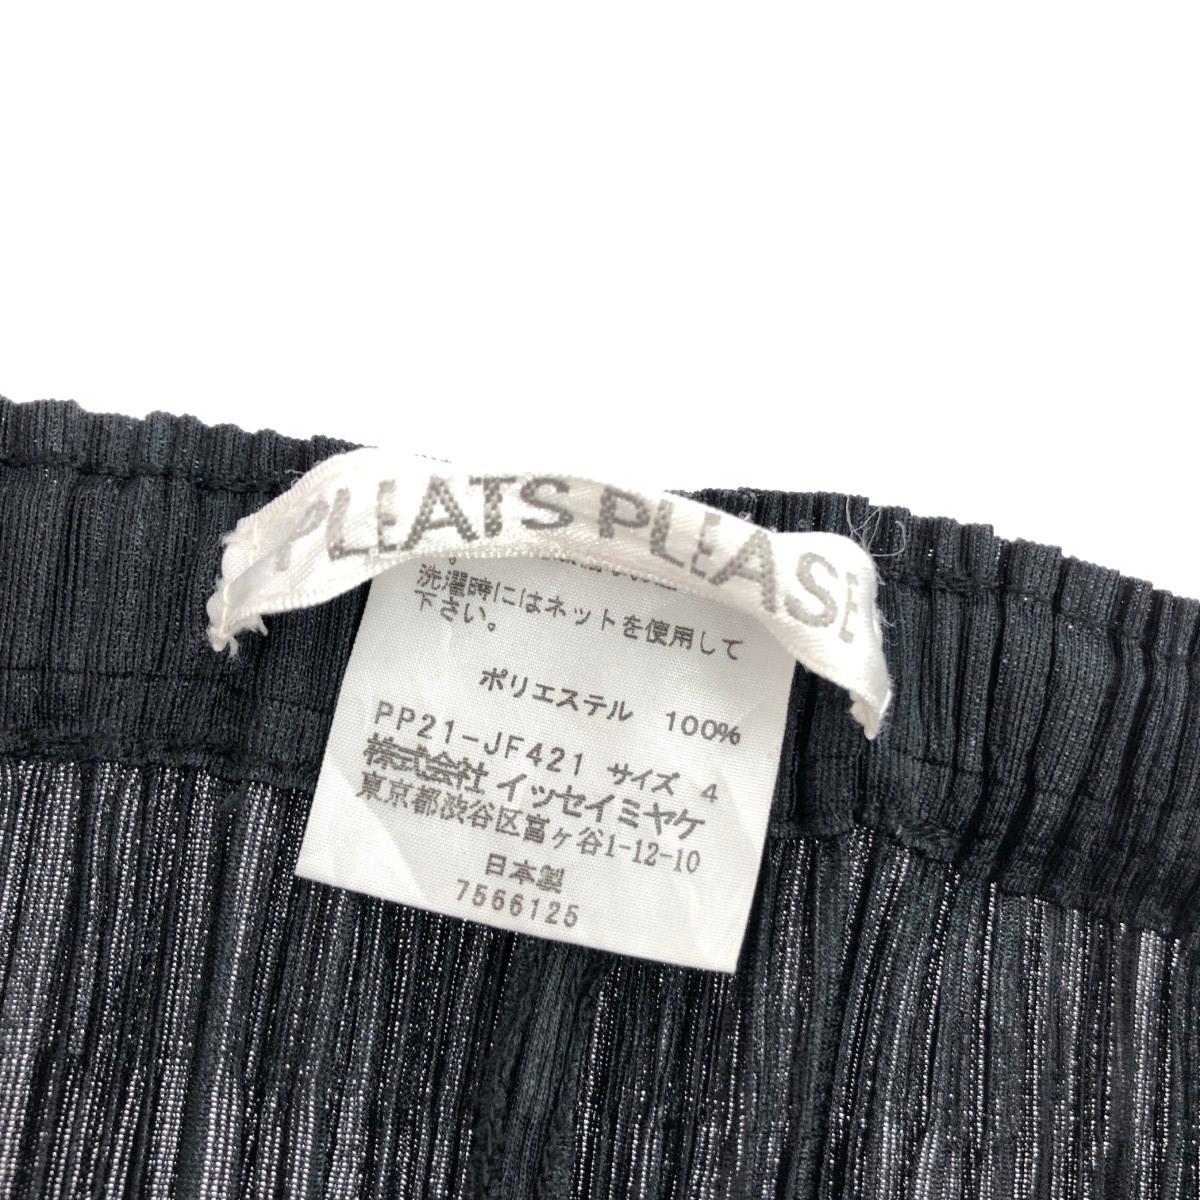 PLEATS PLEASE
洗濯時にはネットを使用して
下さい。
ポリエステル 100%
PP21-JF421 サイズ 4
株式会社 イッセイミヤケ
東京都渋谷区富ヶ谷1-12-10
日本製
7566125